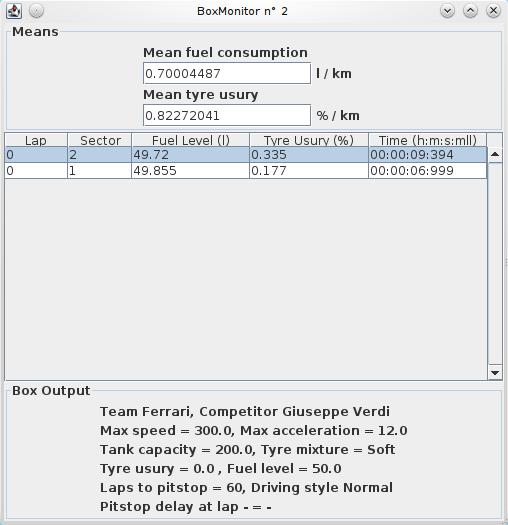 BoxMonitor n° 2
Means
Mean fuel consumption
0.70004487 l / km
Mean tyre usury
0.82272041 % / km
Lap Sector Fuel Level (l) Tyre Usury (%) Time (h:m:s:mll)
0 2 49.72 0.335 00:00:09:394
0 1 49.855 0.177 00:00:06:999
Box Output
Team Ferrari, Competitor Giuseppe Verdi
Max speed = 300.0, Max acceleration = 12.0
Tank capacity = 200.0, Tyre mixture = Soft
Tyre usury = 0.0 , Fuel level = 50.0
Laps to pitstop = 60, Driving style Normal
Pitstop delay at lap - = -